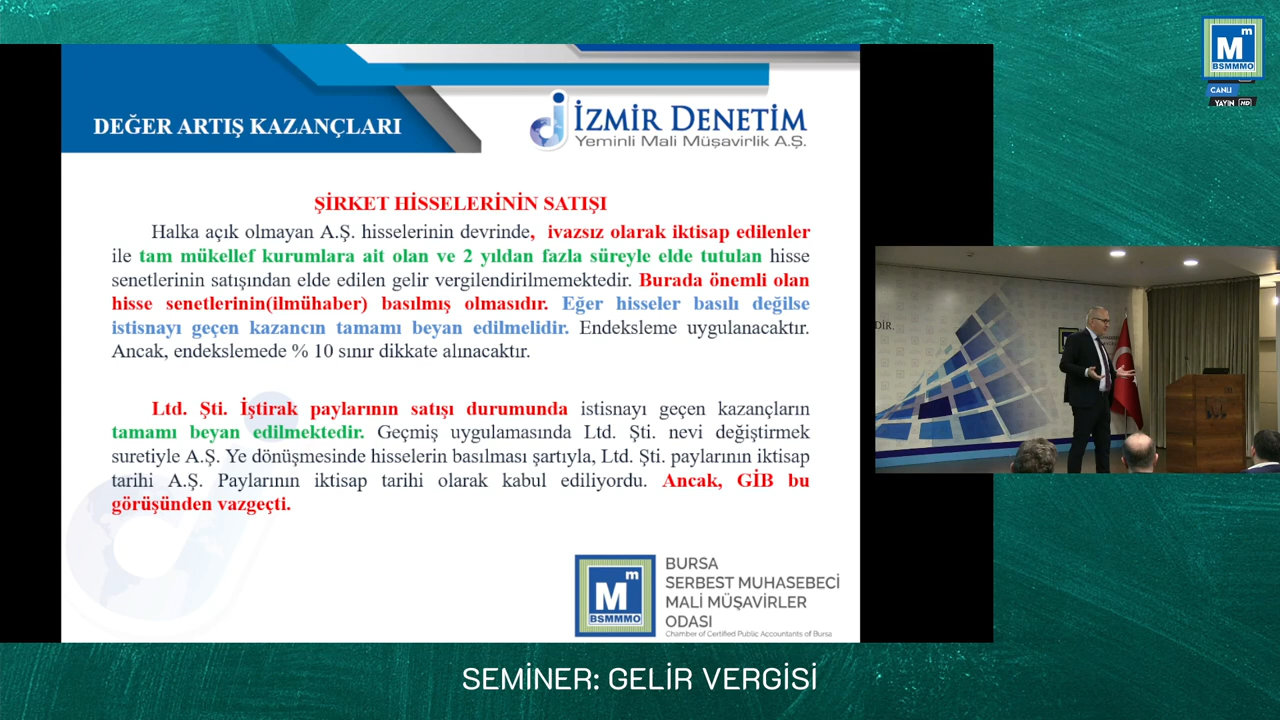 DEĞER ARTIŞ KAZANÇLARI
İZMİR DENETİM
Yeminli Mali Müşavirlik A.Ş.
ŞİRKET HİSSELERİNİN SATIŞI
Halka açık olmayan A.Ş. hisselerinin devrinde, ivazsız olarak iktisap edilenler
ile tam mükellef kurumlara ait olan ve 2 yıldan fazla süreyle elde tutulan hisse
senetlerinin satışından elde edilen gelir vergilendirilmemektedir. Burada önemli olan
hisse senetlerinin(ilmühaber) basılmış olmasıdır. Eğer hisseler basılı değilse
istisnayı geçen kazancın tamamı beyan edilmelidir. Endeksleme uygulanacaktır.
Ancak, endekslemede % 10 sınır dikkate alınacaktır.
Ltd. Şti. İştirak paylarının satışı durumunda istisnayı geçen kazançların
tamamı beyan edilmektedir. Geçmiş uygulamasında Ltd. Şti. nevi değiştirmek
suretiyle A.Ş. Ye dönüşmesinde hisselerin basılması şartıyla, Ltd. Şti. paylarının iktisap
tarihi A.Ş. Paylarının iktisap tarihi olarak kabul ediliyordu. Ancak, GİB bu
görüşünden vazgeçti.
Mm
BSMMMO
BURSA
SERBEST MUHASEBECİ
MALİ MÜŞAVİRLER
ODASI
Chamber of Certified Public Accountants of Bursa
Mm
BSMMMO
CANLI
YAYIN HD
DİR.
SEMİNER: GELİR VERGİSİ